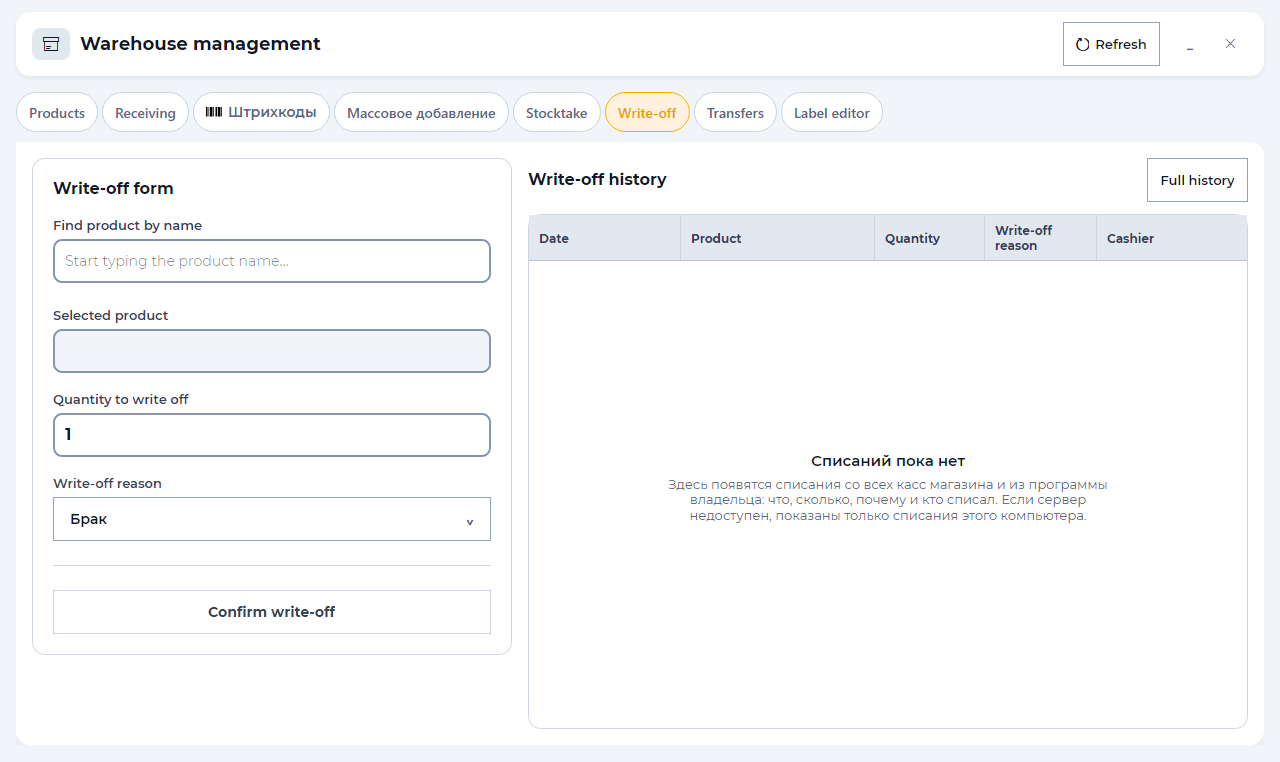 Warehouse management
Refresh
Products
Receiving
Штрихкоды
Массовое добавление
Stocktake
Write-off
Transfers
Label editor
Write-off form
Find product by name
Start typing the product name...
Selected product
Quantity to write off
1
Write-off reason
Брак
Confirm write-off
Write-off history
Full history
Date
Product
Quantity
Write-off
reason
Cashier
Списаний пока нет
Здесь появятся списания со всех касс магазина и из программы
владельца: что, сколько, почему и кто списал. Если сервер
недоступен, показаны только списания этого компьютера.